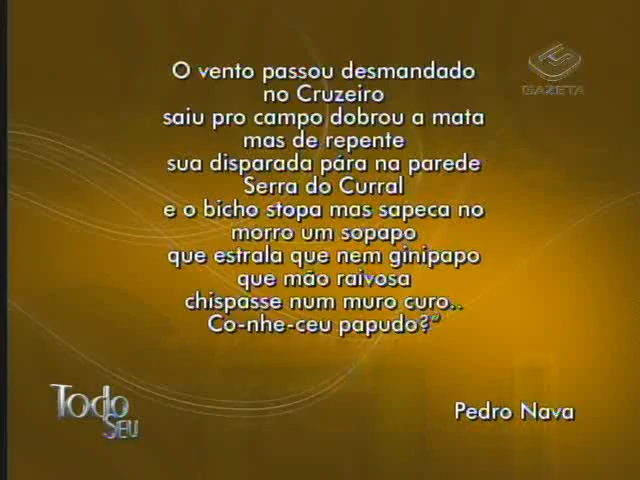 O vento passou desmandado
no Cruzeiro
saiu pro campo dobrou a mata
mas de repente
sua disparada pára na parede
Serra do Curral
e o bicho stopa mas sapeca no
morro um sopapo
que estrala que nem ginipapo
que mão raivosa
chispasse num muro curo..
Co-nhe-ceu papudo?”
Pedro Nava
GAZETA
Todo
SEU